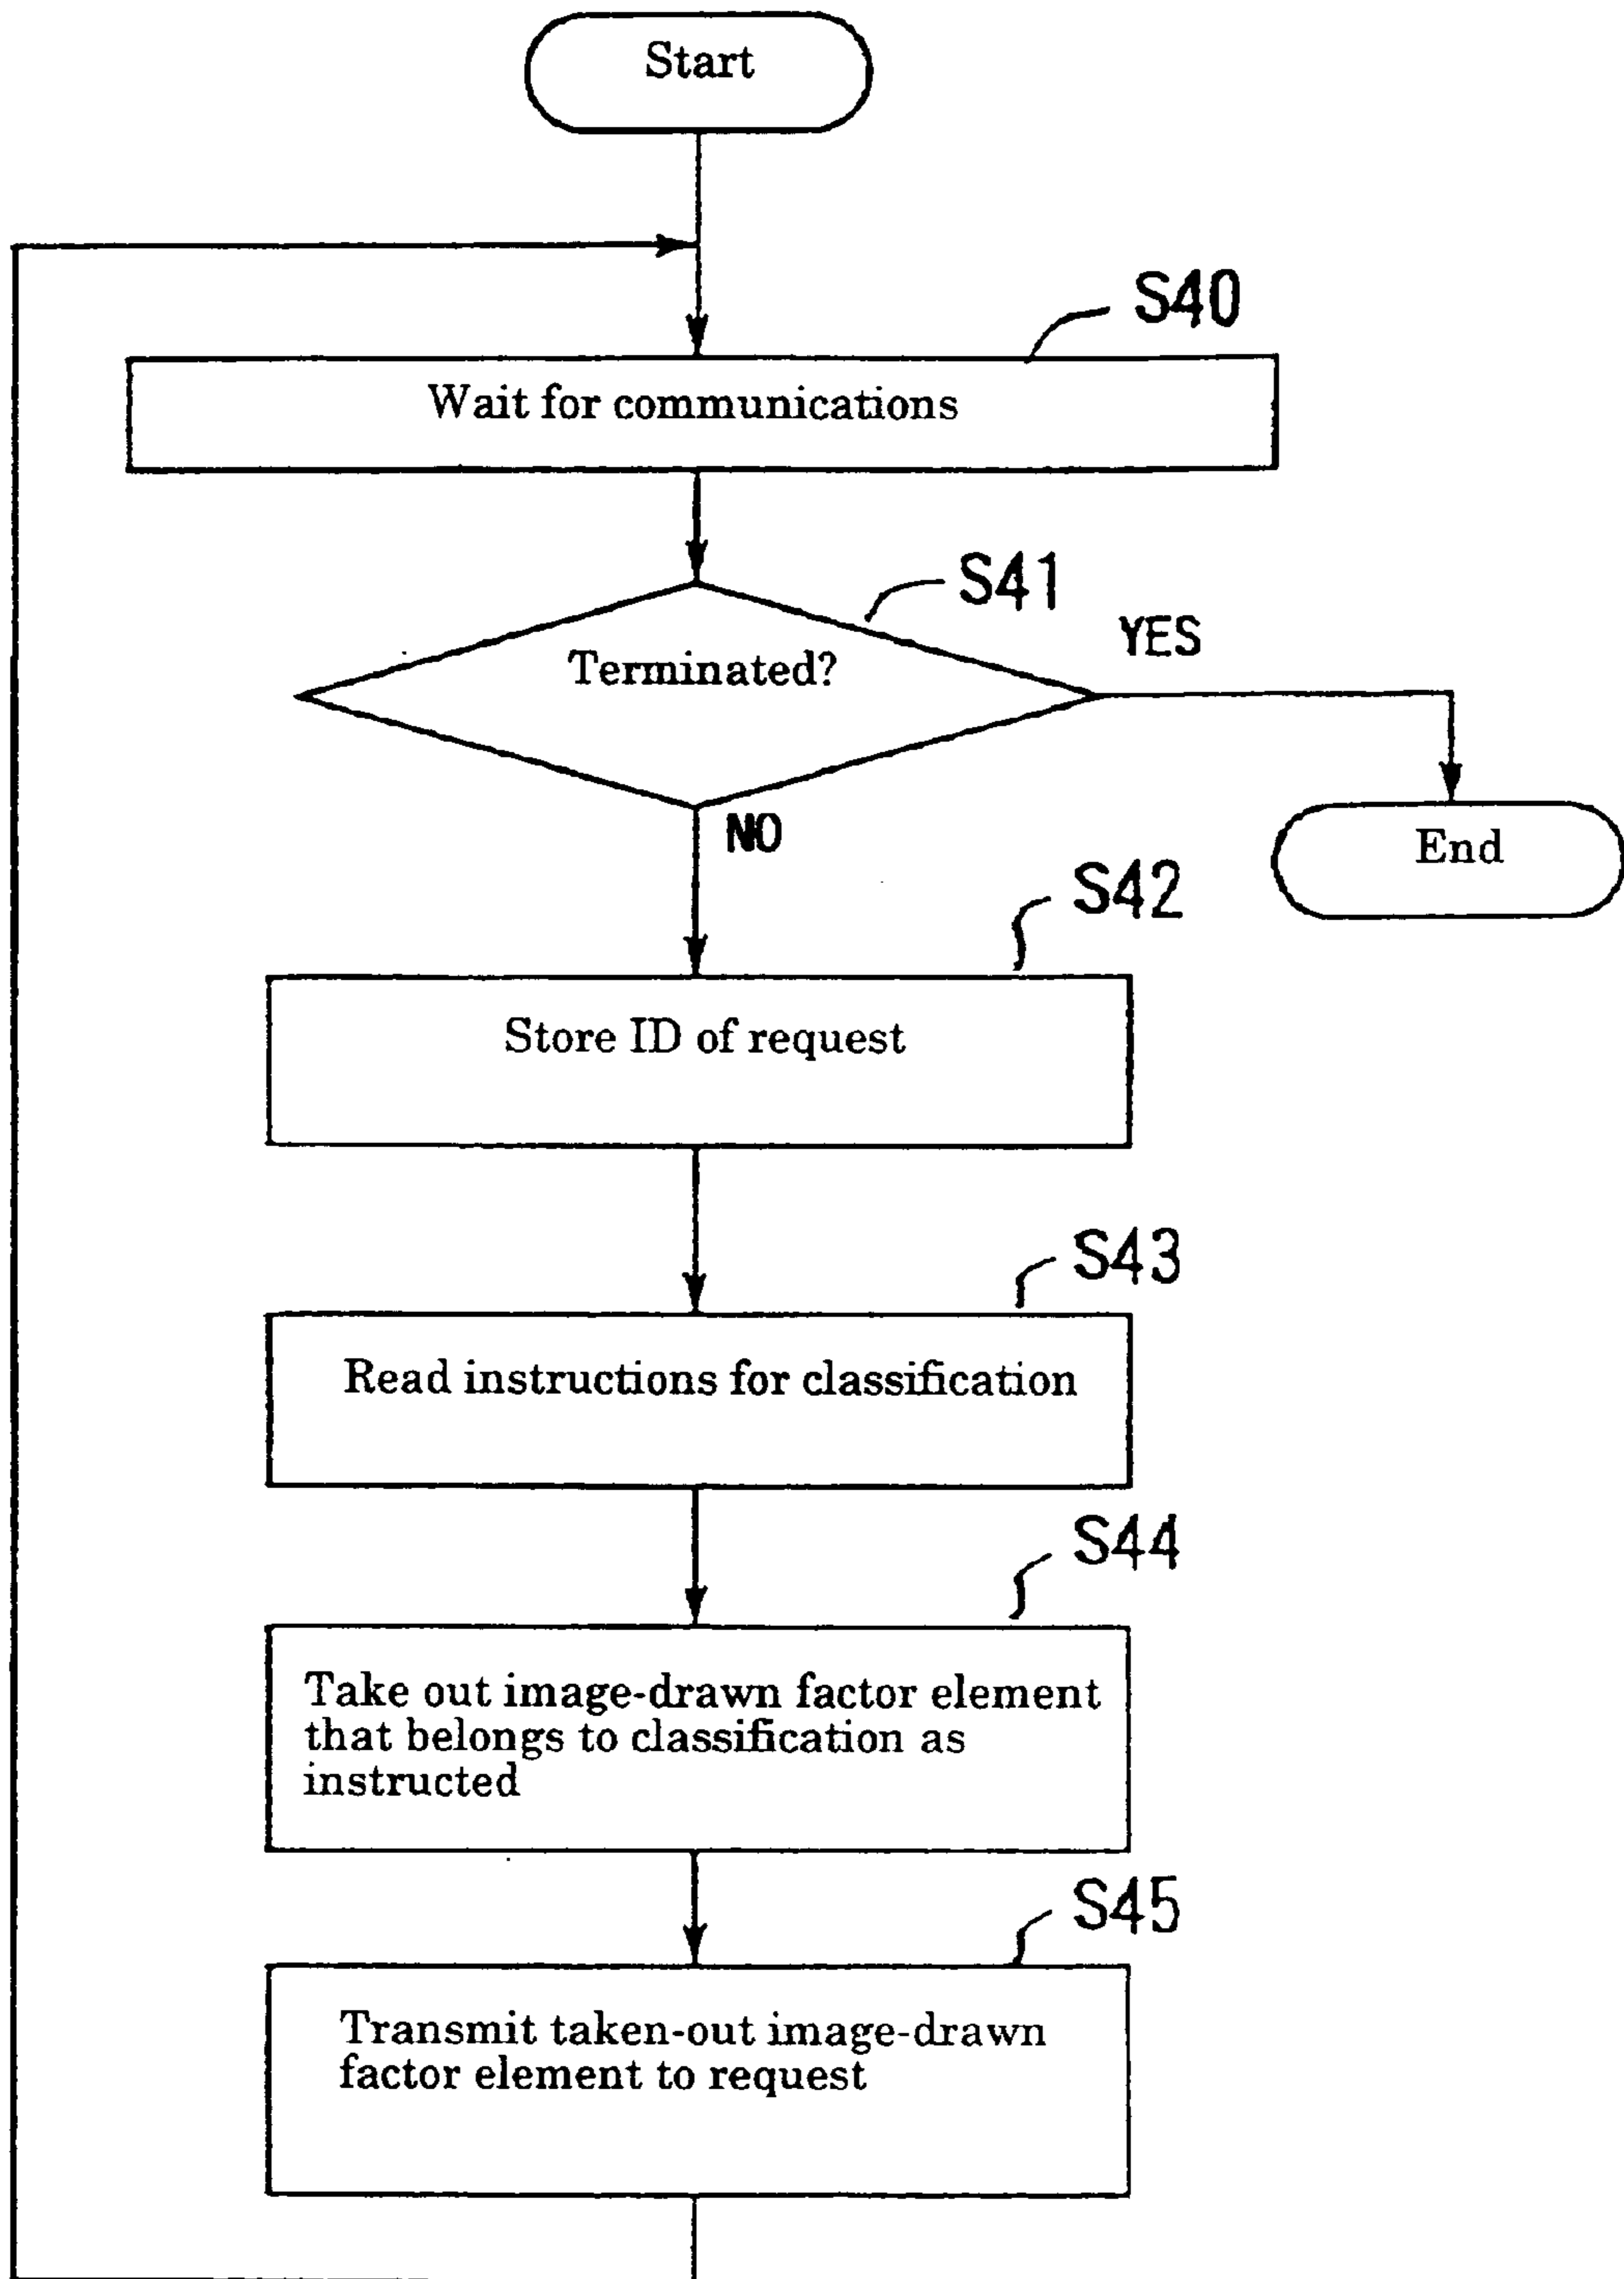 Start
S40
Wait for communications
S41
YES
Terminated?
NO
End
S42
Store ID of request
S43
Read instructions for classification
S44
Take out image-drawn factor element
that belongs to classification as
instructed
S45
Transmit taken-out image-drawn
factor element to request